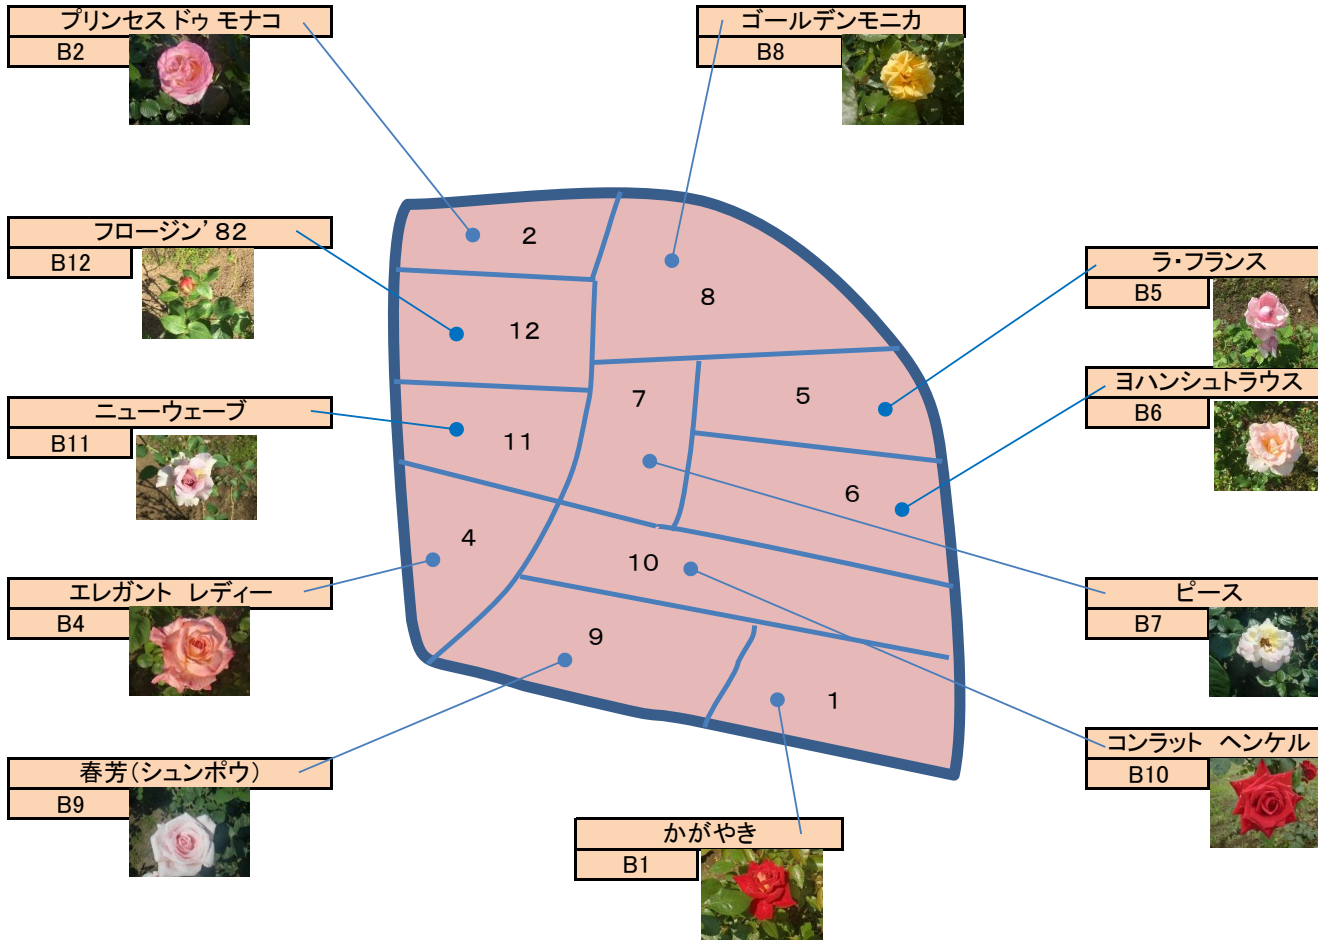 プリンセス ドゥ モナコ
B2
ゴールデンモニカ
B8
フロージン’82
B12
ニューウェーブ
B11
エレガント　レディー
B4
春芳(シュンポウ)
B9
2
8
12
7
5
11
6
4
10
9
1
ラ・フランス
B5
ヨハンシュトラウス
B6
ピース
B7
コンラット　ヘンケル
B10
かがやき
B1